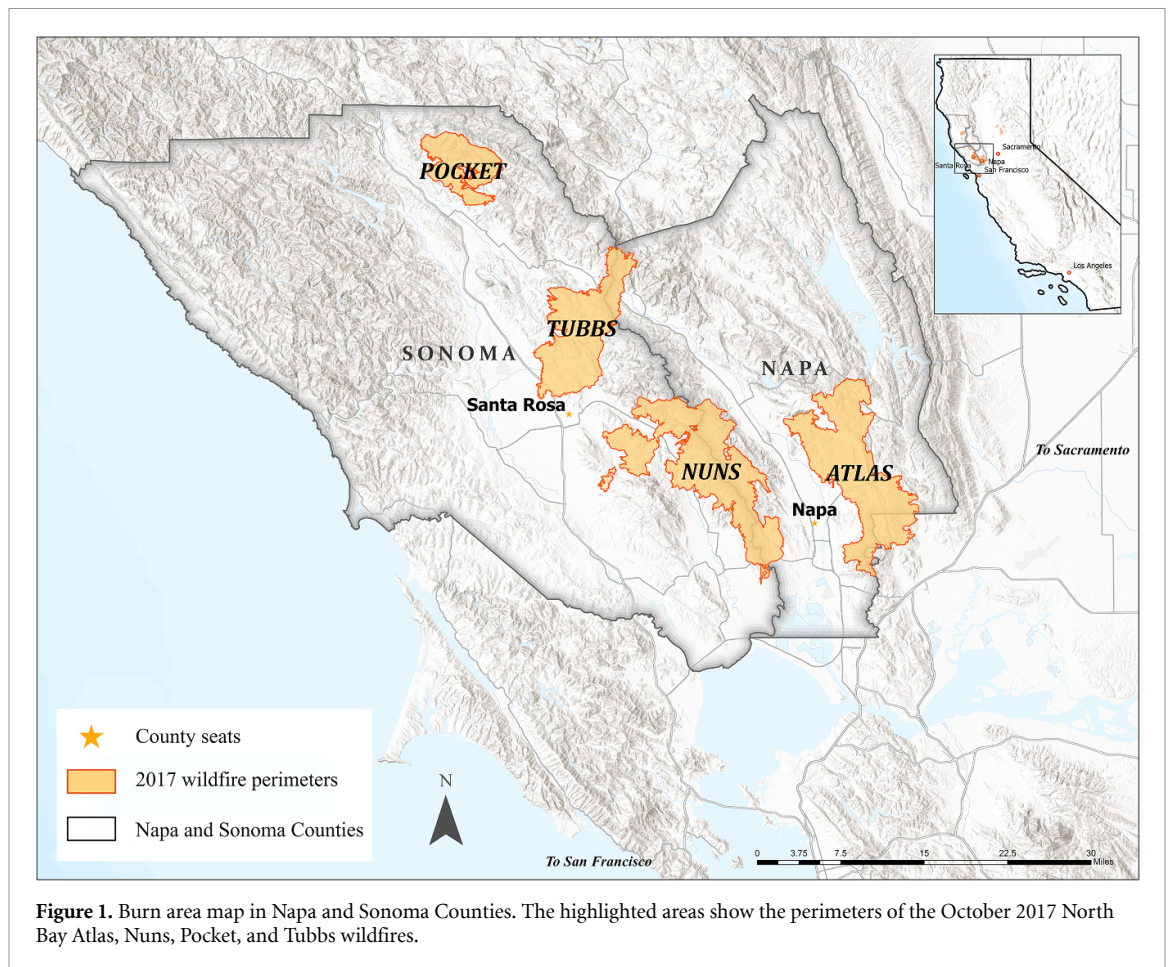 POCKET
Sacramento
Santa Rosa
Napa
San Francisco
Los Angeles
TUBBS
SONOMA
NAPA
Santa Rosa
To Sacramento
NUNS
ATLAS
Napa
County seats
2017 wildfire perimeters
Napa and Sonoma Counties
N
To San Francisco
0 3.75 7.5 15 22.5 30
Miles
Figure 1. Burn area map in Napa and Sonoma Counties. The highlighted areas show the perimeters of the October 2017 North
Bay Atlas, Nuns, Pocket, and Tubbs wildfires.